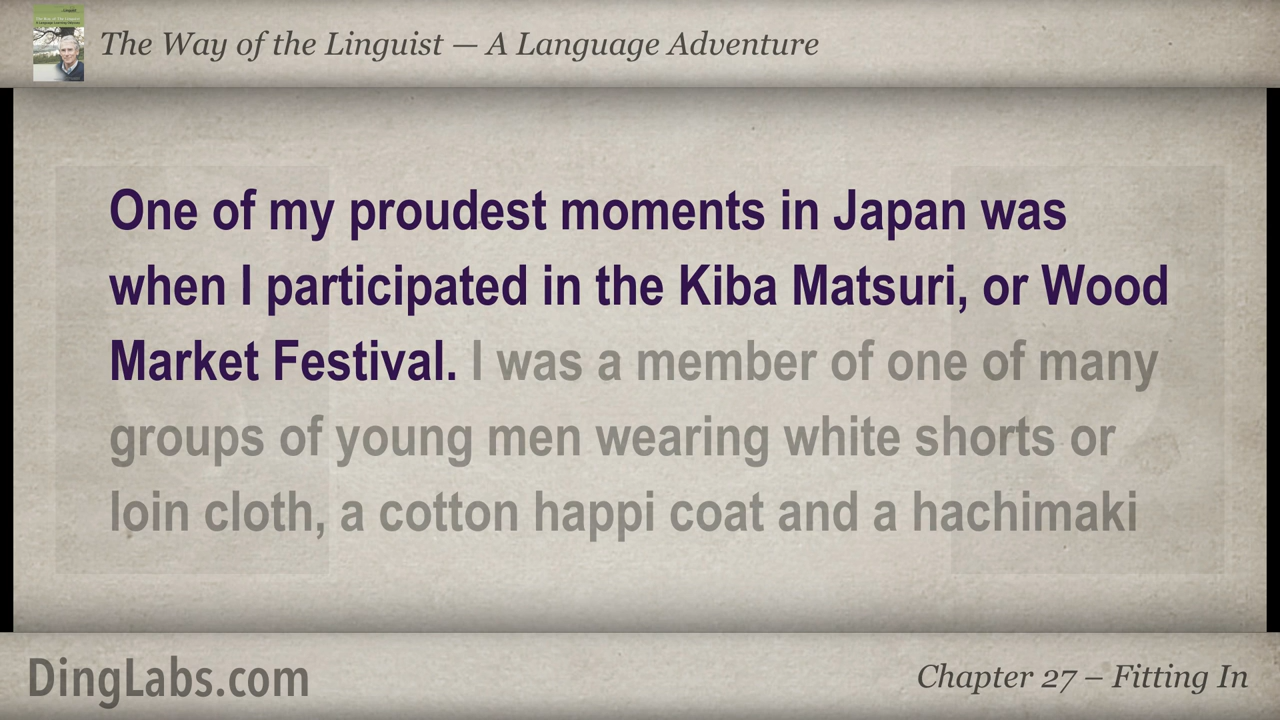 The Way of the Linguist — A Language Adventure
One of my proudest moments in Japan was
when I participated in the Kiba Matsuri, or Wood
Market Festival. I was a member of one of many
groups of young men wearing white shorts or
loin cloth, a cotton happi coat and a hachimaki
DingLabs.com
Chapter 27 – Fitting In